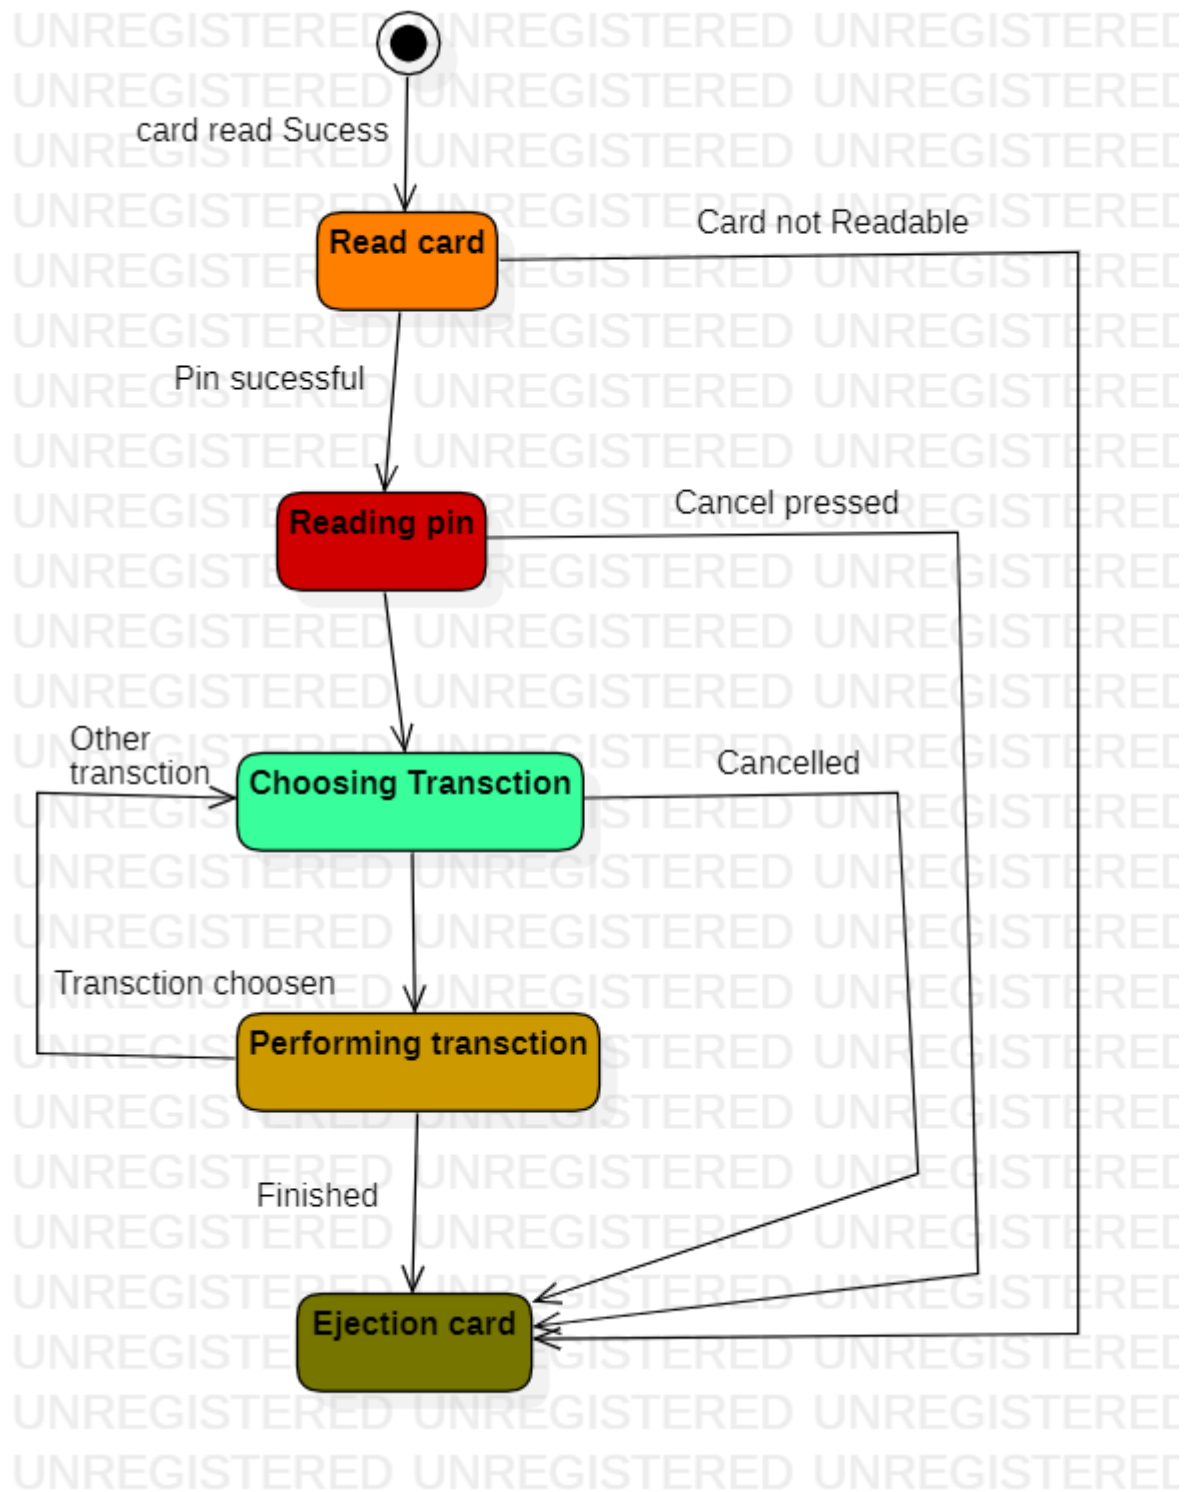 card read Sucess
Read card
Card not Readable
Pin sucessful
Reading pin
Cancel pressed
Other
transction
Choosing Transction
Cancelled
Transction choosen
Performing transction
Finished
Ejection card
UNREGISTERED